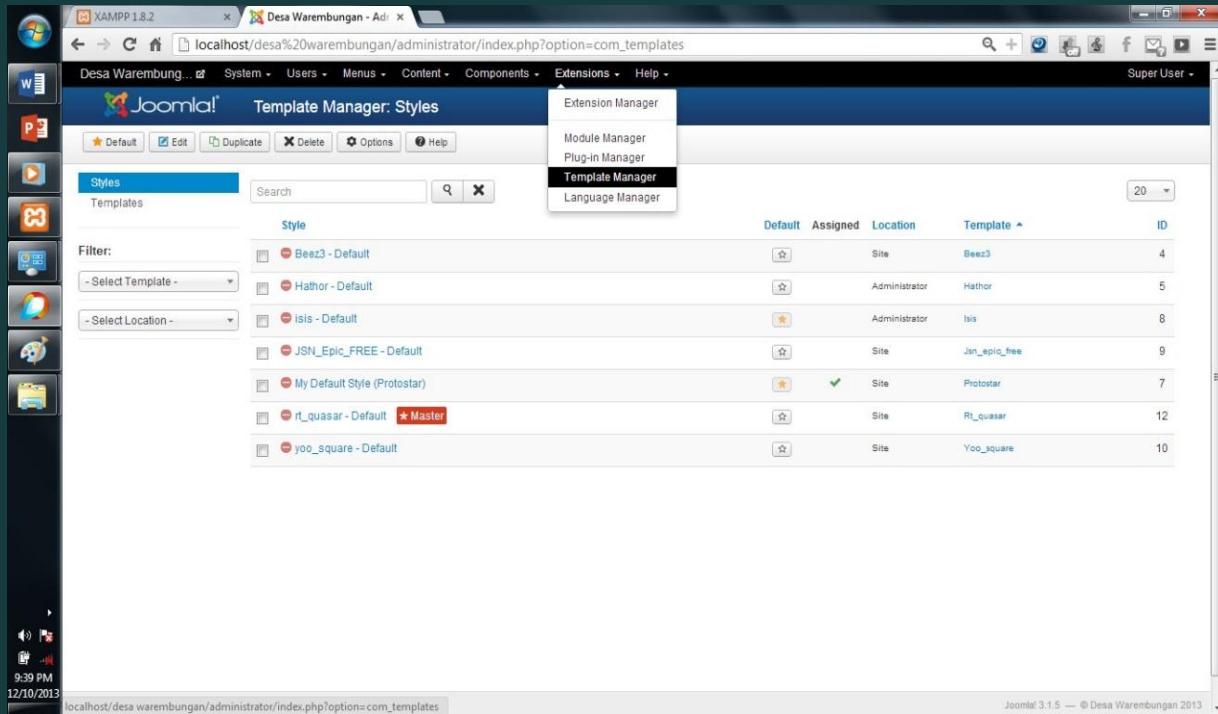 XAMPP 1.8.2
Desa Warembungan - Adr
localhost/desa%20warembungan/administrator/index.php?option=com_templates
Desa Warembung... System Users Menus Content Components Extensions Help Super User
Joomla! Template Manager: Styles
Extension Manager
Module Manager
Plug-in Manager
Template Manager
Language Manager
Default Edit Duplicate Delete Options Help
Styles
Templates
Filter:
- Select Template -
- Select Location -
Search
20
Style Default Assigned Location Template ID
Beez3 - Default Site Beez3 4
Hathor - Default Administrator Hathor 5
isis - Default Administrator Isis 8
JSN_Epic_FREE - Default Site Jsn_epic_free 9
My Default Style (Protostar) Site Protostar 7
rt_quasar - Default Master Site Rt_quasar 12
yoo_square - Default Site Yoo_square 10
9:39 PM
12/10/2013
localhost/desa warembungan/administrator/index.php?option=com_templates
Joomla! 3.1.5 — © Desa Warembungan 2013